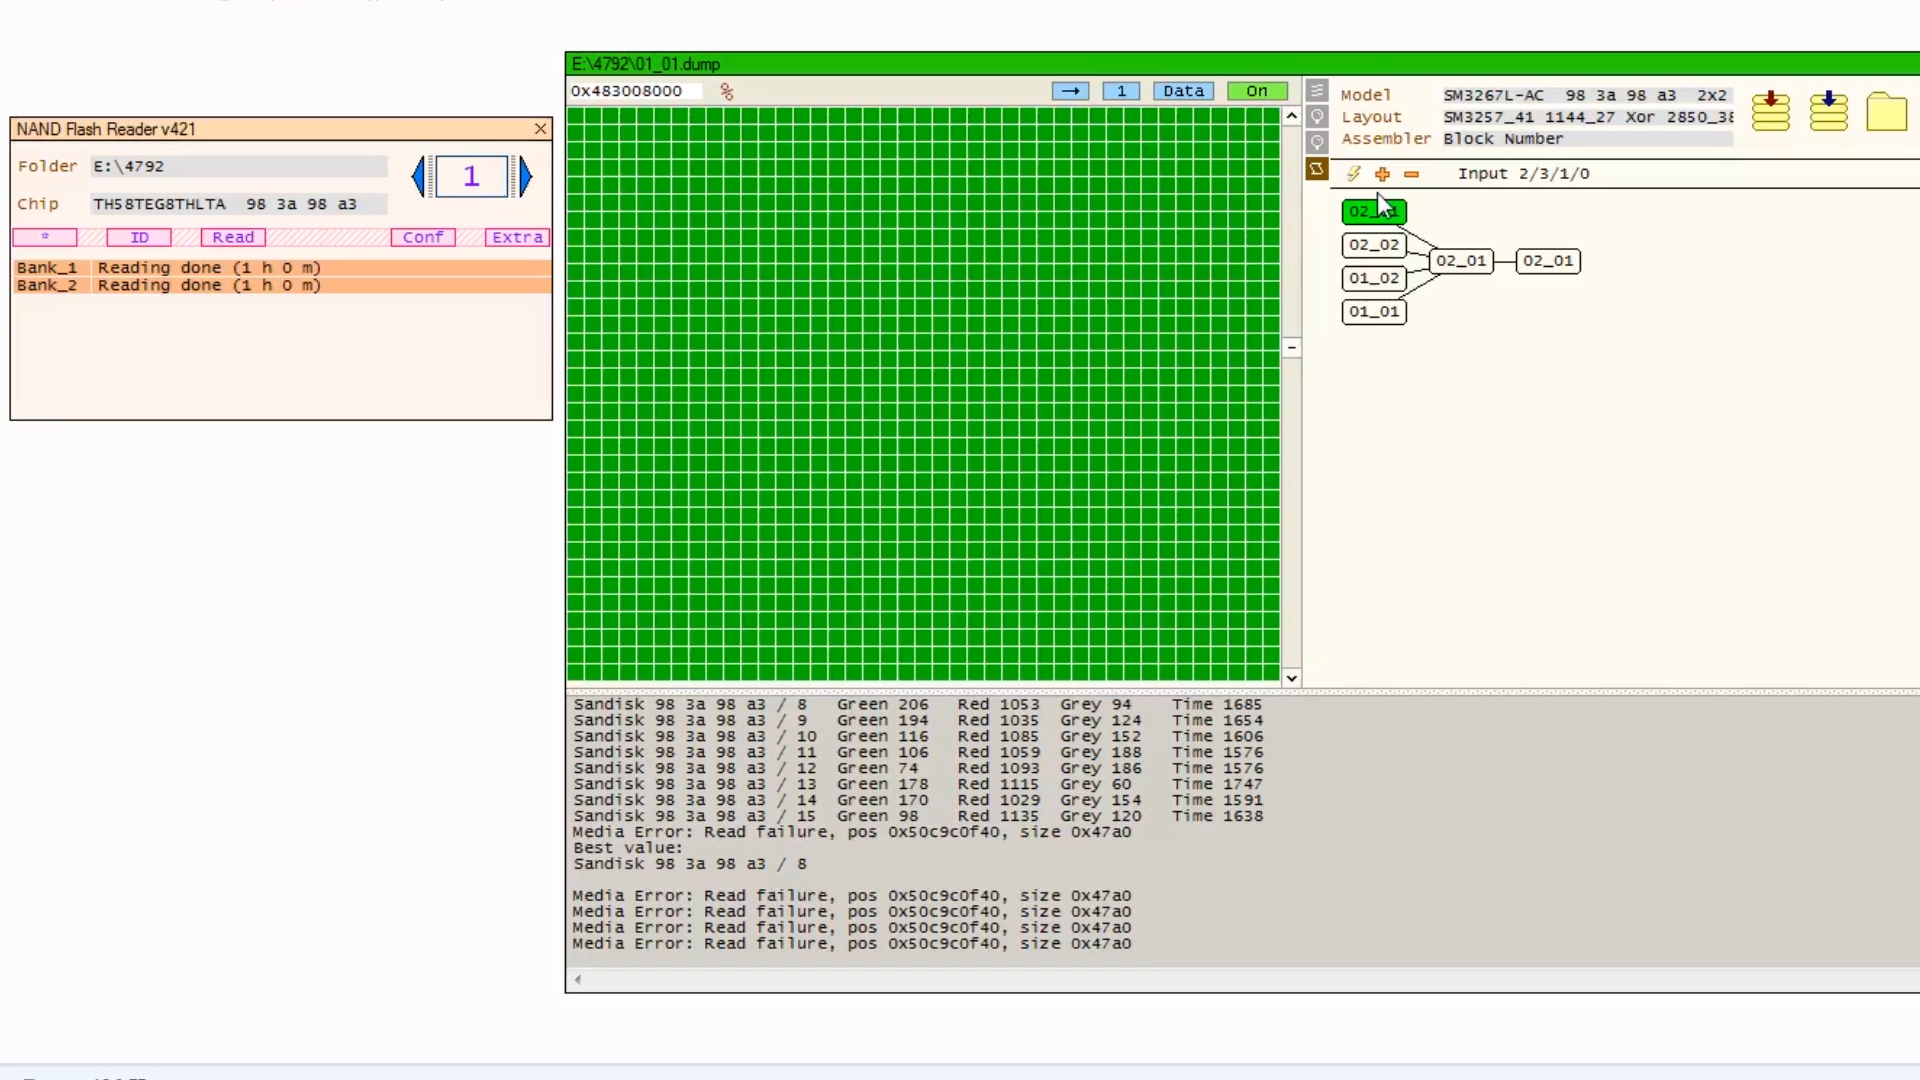 NAND Flash Reader v421
Folder E:\4792
1
Chip TH58TEG8THLTA 98 3a 98 a3
* ID Read Conf Extra
Bank_1 Reading done (1 h 0 m)
Bank_2 Reading done (1 h 0 m)
E:\4792\01_01.dump
0x483008000 % → 1 Data On
Model SM3267L-AC 98 3a 98 a3 2x2
Layout SM3257_41 1144_27 Xor 2850_38
Assembler Block Number
Input 2/3/1/0
02_02
01_02
01_01
02_01
02_01
Sandisk 98 3a 98 a3 / 8 Green 206 Red 1053 Grey 94 Time 1685
Sandisk 98 3a 98 a3 / 9 Green 194 Red 1035 Grey 124 Time 1654
Sandisk 98 3a 98 a3 / 10 Green 116 Red 1085 Grey 152 Time 1606
Sandisk 98 3a 98 a3 / 11 Green 106 Red 1059 Grey 188 Time 1576
Sandisk 98 3a 98 a3 / 12 Green 74 Red 1093 Grey 186 Time 1576
Sandisk 98 3a 98 a3 / 13 Green 178 Red 1115 Grey 60 Time 1747
Sandisk 98 3a 98 a3 / 14 Green 170 Red 1029 Grey 154 Time 1591
Sandisk 98 3a 98 a3 / 15 Green 98 Red 1135 Grey 120 Time 1638
Media Error: Read failure, pos 0x50c9c0f40, size 0x47a0
Best value:
Sandisk 98 3a 98 a3 / 8
Media Error: Read failure, pos 0x50c9c0f40, size 0x47a0
Media Error: Read failure, pos 0x50c9c0f40, size 0x47a0
Media Error: Read failure, pos 0x50c9c0f40, size 0x47a0
Media Error: Read failure, pos 0x50c9c0f40, size 0x47a0